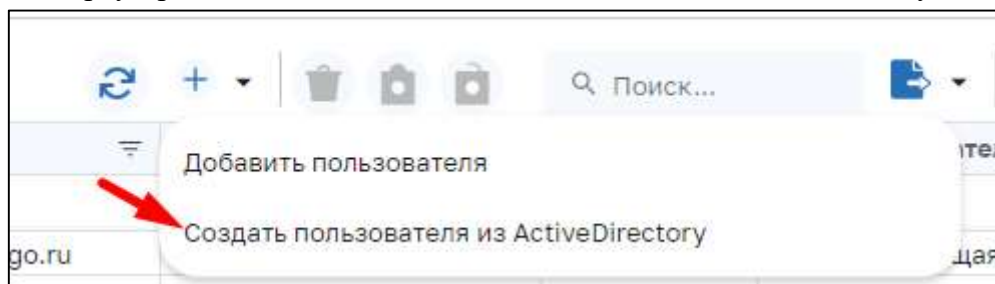 Поиск...
Добавить пользователя
Создать пользователя из ActiveDirectory
go.ru